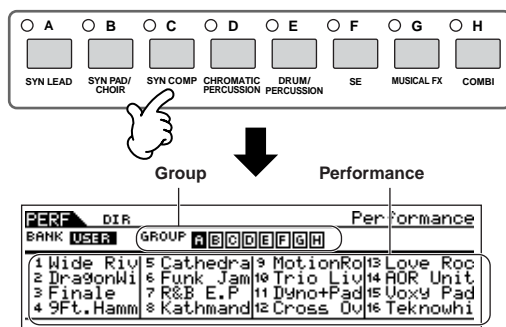 A B C D E F G H
SYN LEAD SYN PAD/ CHOIR SYN COMP CHROMATIC PERCUSSION DRUM/ PERCUSSION SE MUSICAL FX COMBI
Group Performance
PERF DIR Performance
BANK USER GROUP A B C D E F G H
1 Wide Riv 5 Cathedra 9 MotionRo 13 Love Roc
2 DragonWi 6 Funk Jam 10 Trio Liv 14 AOR Unit
3 Finale 7 R&B E.P 11 Dyno+Pad 15 Voxy Pad
4 9Ft.Hamm 8 Kathmand 12 Cross Ov 16 Teknowhi